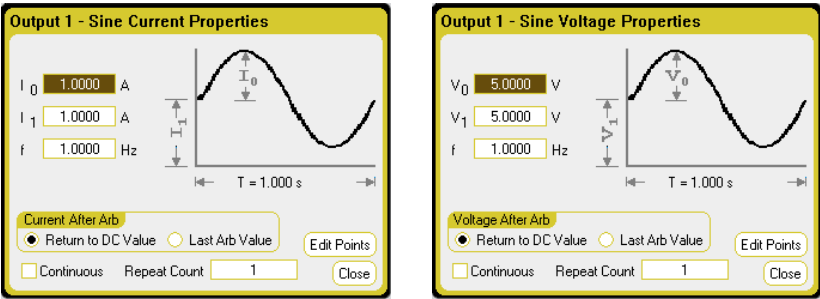 Output 1 - Sine Current Properties
I0 1.0000 A
I0
I1 1.0000 A
I1
f 1.0000 Hz
T = 1.000 s
Current After Arb
Return to DC Value Last Arb Value
Edit Points
Continuous Repeat Count 1
Close
Output 1 - Sine Voltage Properties
V0 5.0000 V
V0
V1 5.0000 V
V1
f 1.0000 Hz
T = 1.000 s
Voltage After Arb
Return to DC Value Last Arb Value
Edit Points
Continuous Repeat Count 1
Close